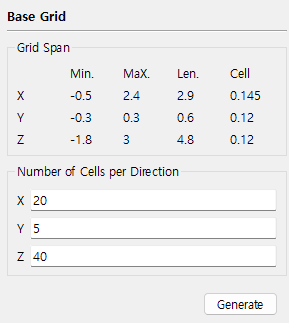 Base Grid
Grid Span
Min. MaX. Len. Cell
X -0.5 2.4 2.9 0.145
Y -0.3 0.3 0.6 0.12
Z -1.8 3 4.8 0.12
Number of Cells per Direction
X 20
Y 5
Z 40
Generate